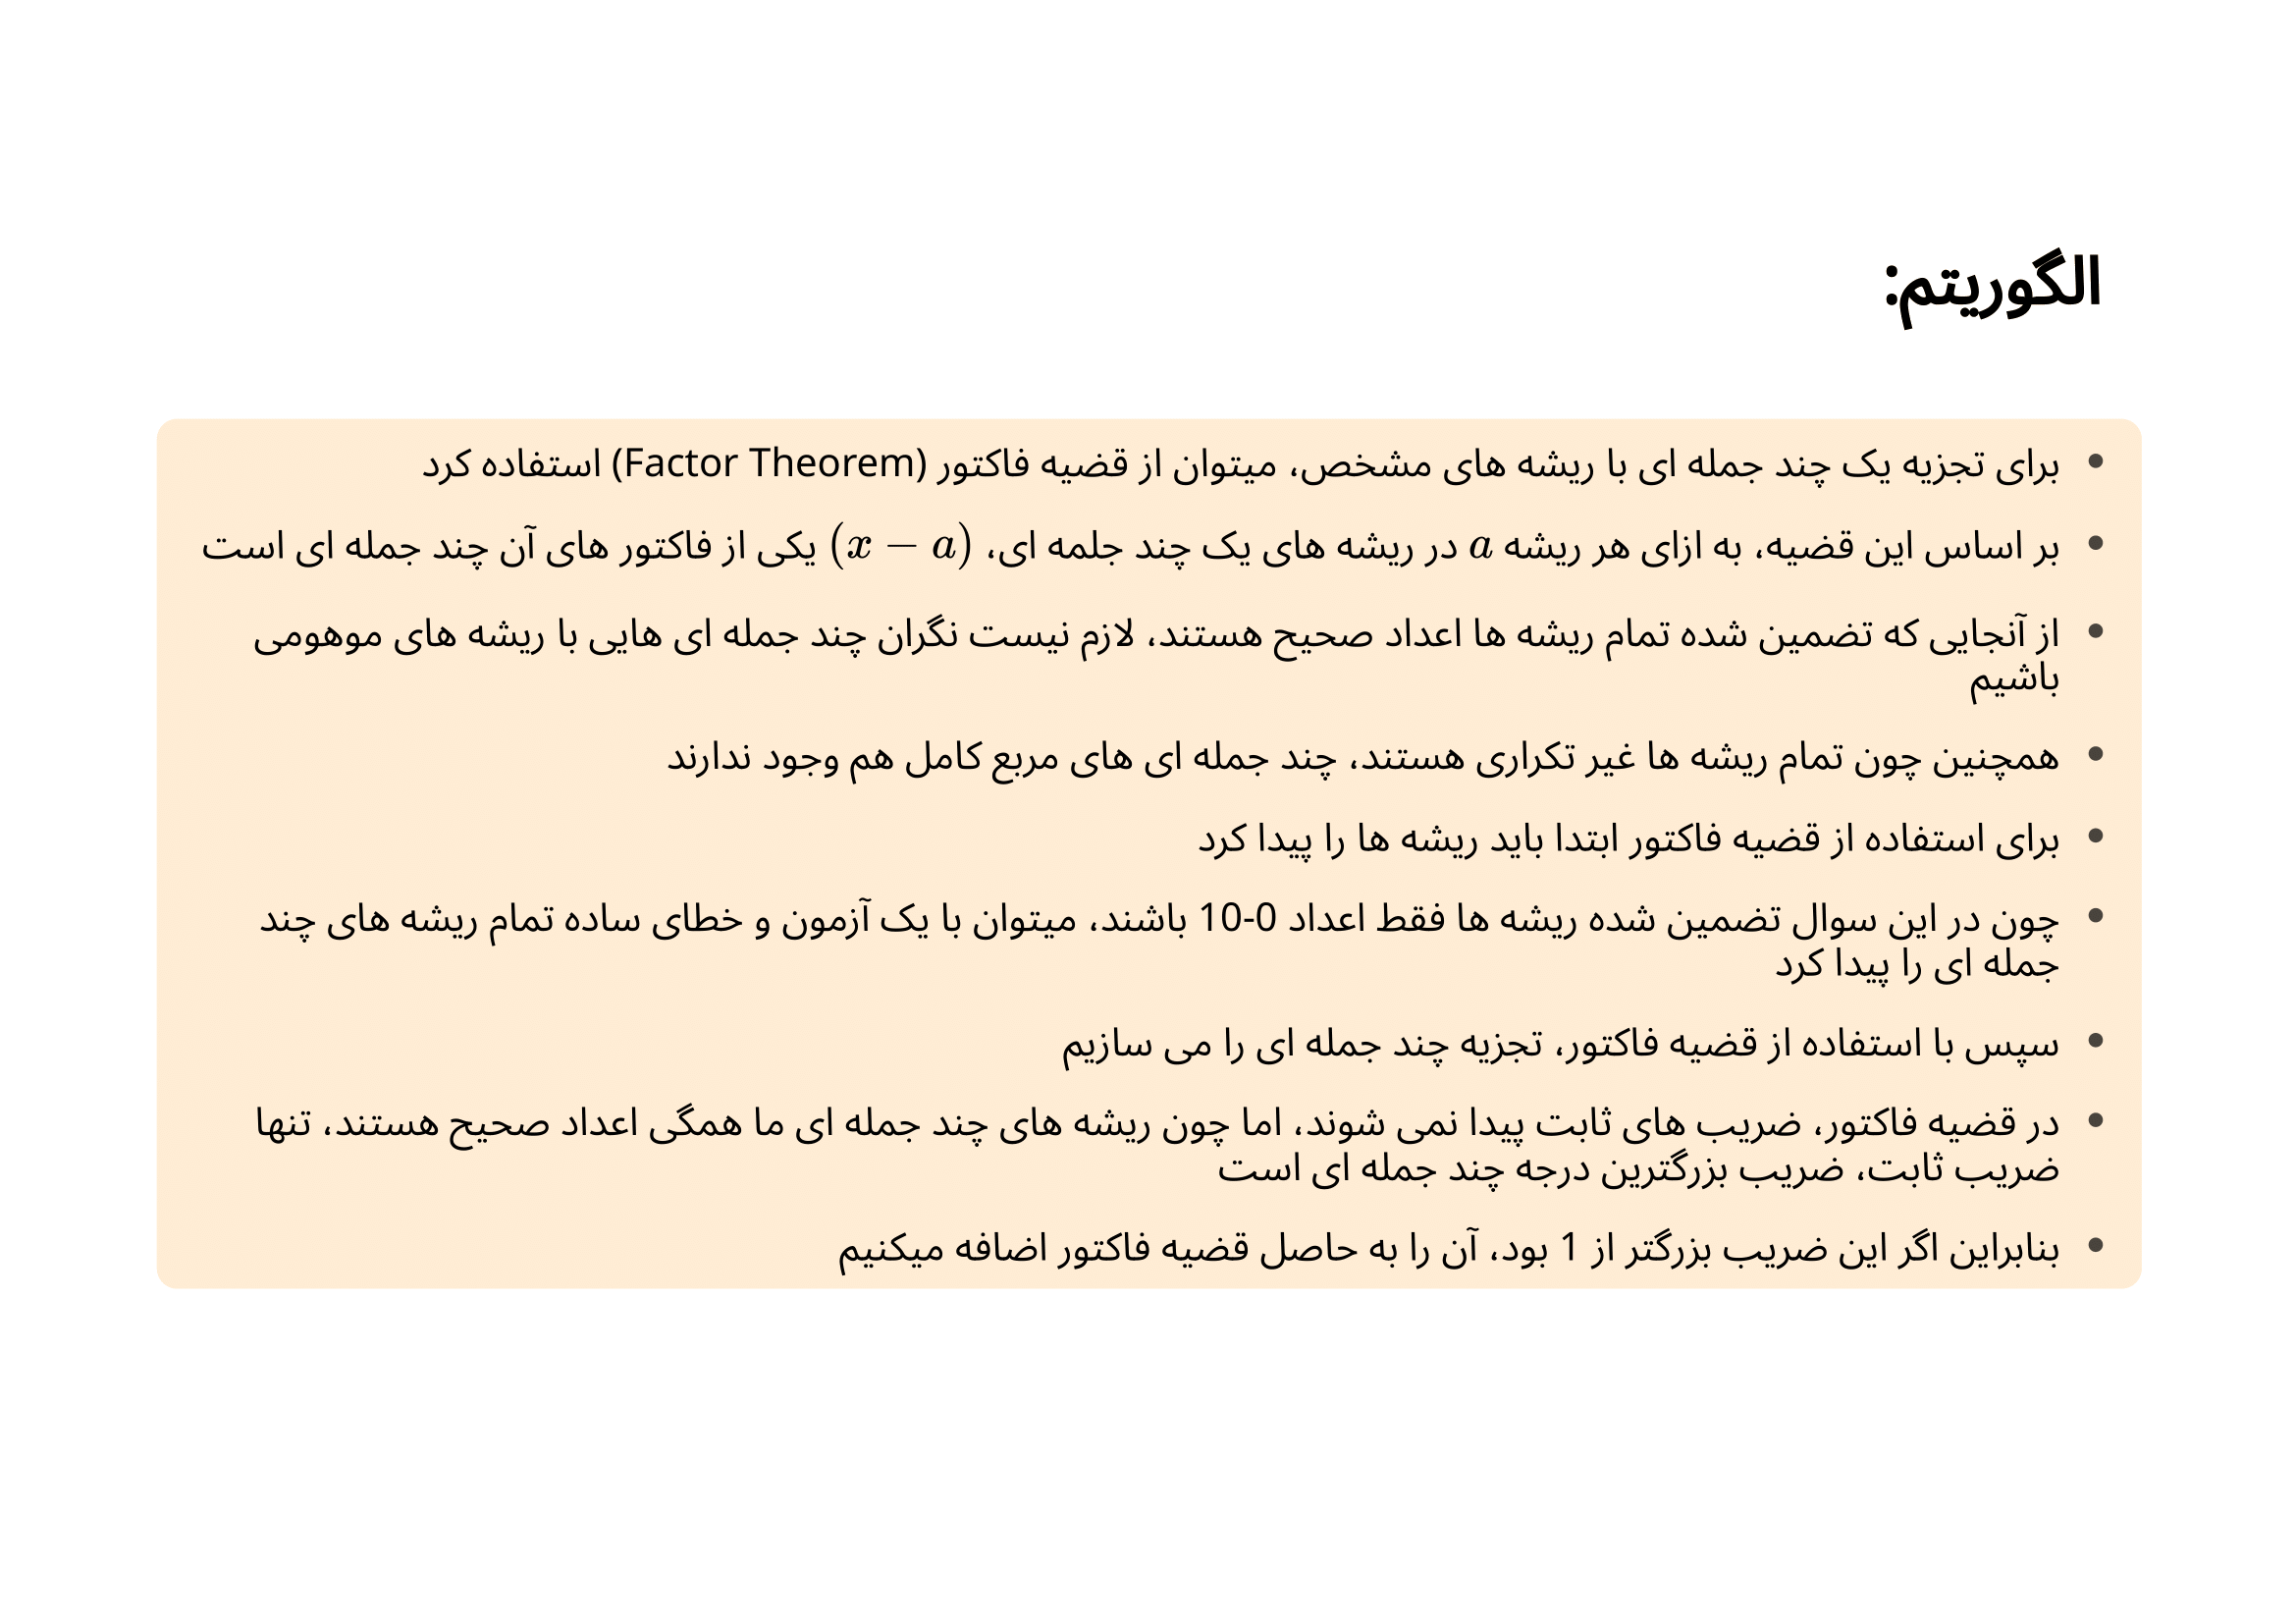 الگوریتم:
• برای تجزیه یک چند جمله ای با ریشه های مشخص، میتوان از قضیه فاکتور (Factor Theorem) استفاده کرد
• بر اساس این قضیه، به ازای هر ریشه a در ریشه های یک چند جلمه ای، (x − a) یکی از فاکتور های آن چند جمله ای است
• از آنجایی که تضمین شده تمام ریشه ها اعداد صحیح هستند، لازم نیست نگران چند جمله ای هایی با ریشه های موهومی
باشیم
• همچنین چون تمام ریشه ها غیر تکراری هستند، چند جمله ای های مربع کامل هم وجود ندارند
• برای استفاده از قضیه فاکتور ابتدا باید ریشه ها را پیدا کرد
• چون در این سوال تضمین شده ریشه ها فقط اعداد 0-10 باشند، میتوان با یک آزمون و خطای ساده تمام ریشه های چند
جمله ای را پیدا کرد
• سپس با استفاده از قضیه فاکتور، تجزیه چند جمله ای را می سازیم
• در قضیه فاکتور، ضریب های ثابت پیدا نمی شوند، اما چون ریشه های چند جمله ای ما همگی اعداد صحیح هستند، تنها
ضریب ثابت، ضریب بزرگترین درجه چند جمله ای است
• بنابراین اگر این ضریب بزرگتر از 1 بود، آن را به حاصل قضیه فاکتور اضافه میکنیم